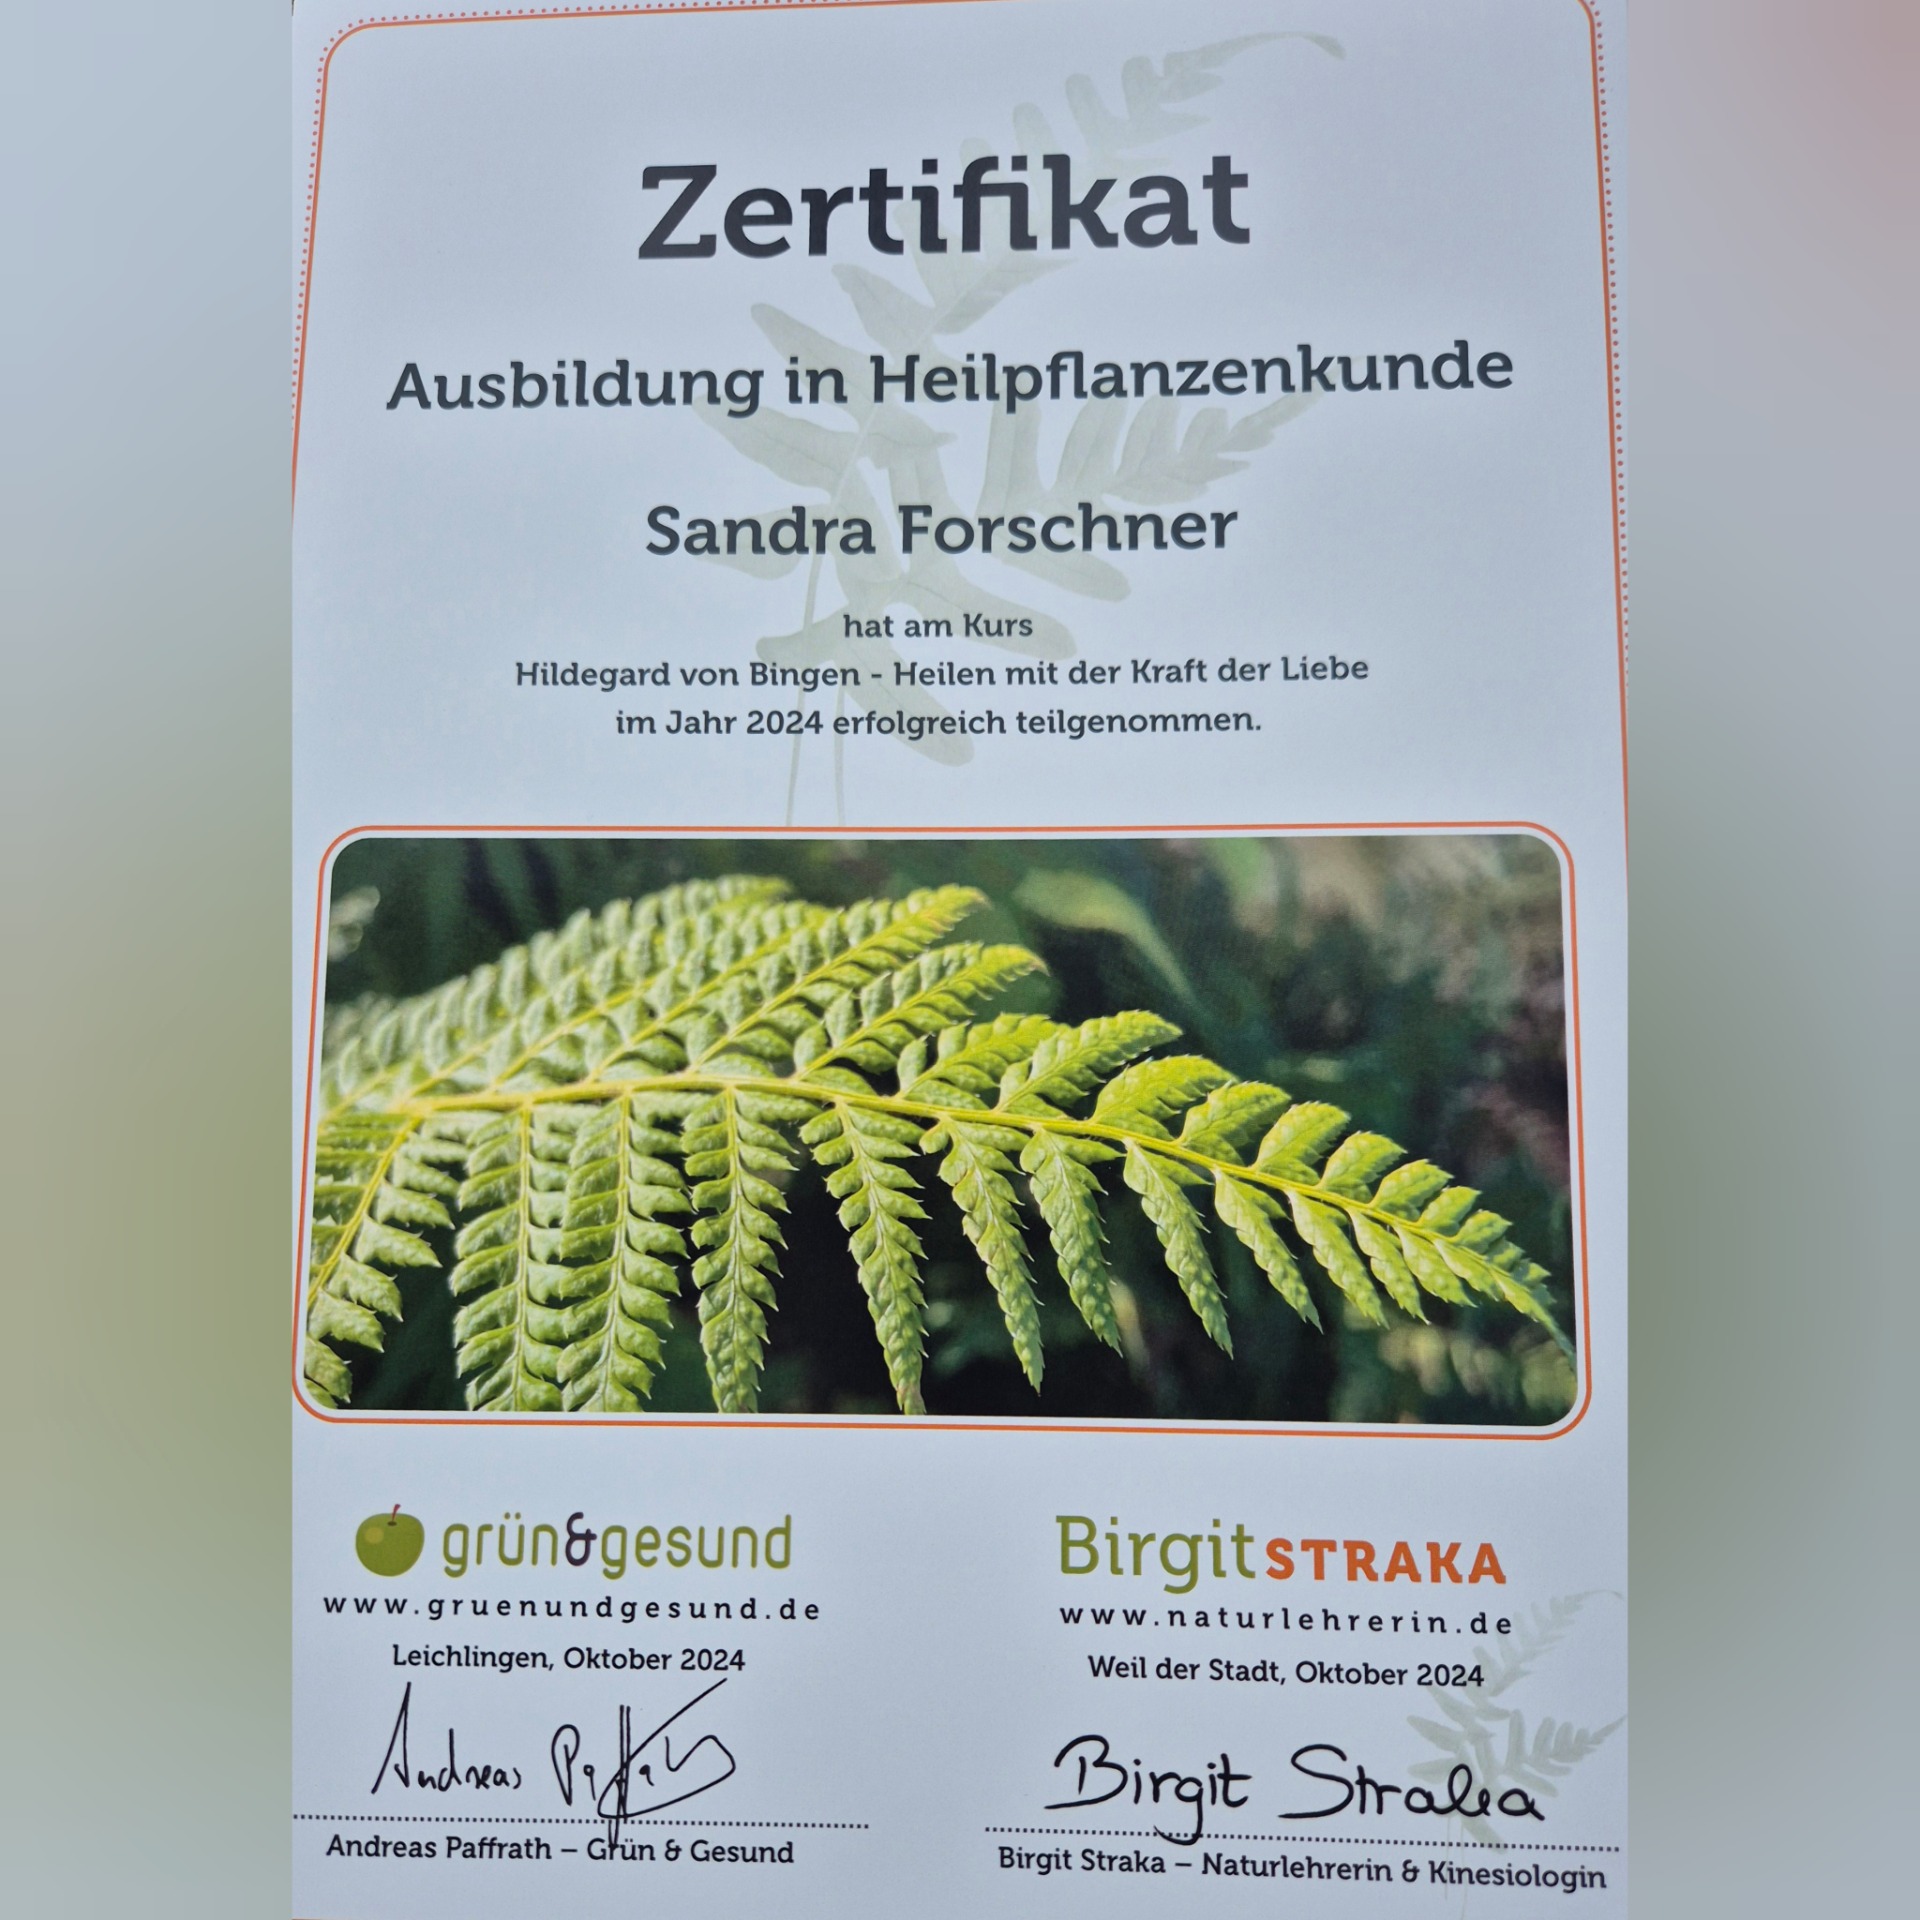 Zertifikat
Ausbildung in Heilpflanzenkunde
Sandra Forschner
hat am Kurs
Hildegard von Bingen - Heilen mit der Kraft der Liebe
im Jahr 2024 erfolgreich teilgenommen.
grün&gesund
www.gruenundgesund.de
Leichlingen, Oktober 2024
Andreas Paffrath
Andreas Paffrath – Grün & Gesund
Birgit STRAKA
www.naturlehrerin.de
Weil der Stadt, Oktober 2024
Birgit Straka
Birgit Straka – Naturlehrerin & Kinesiologin